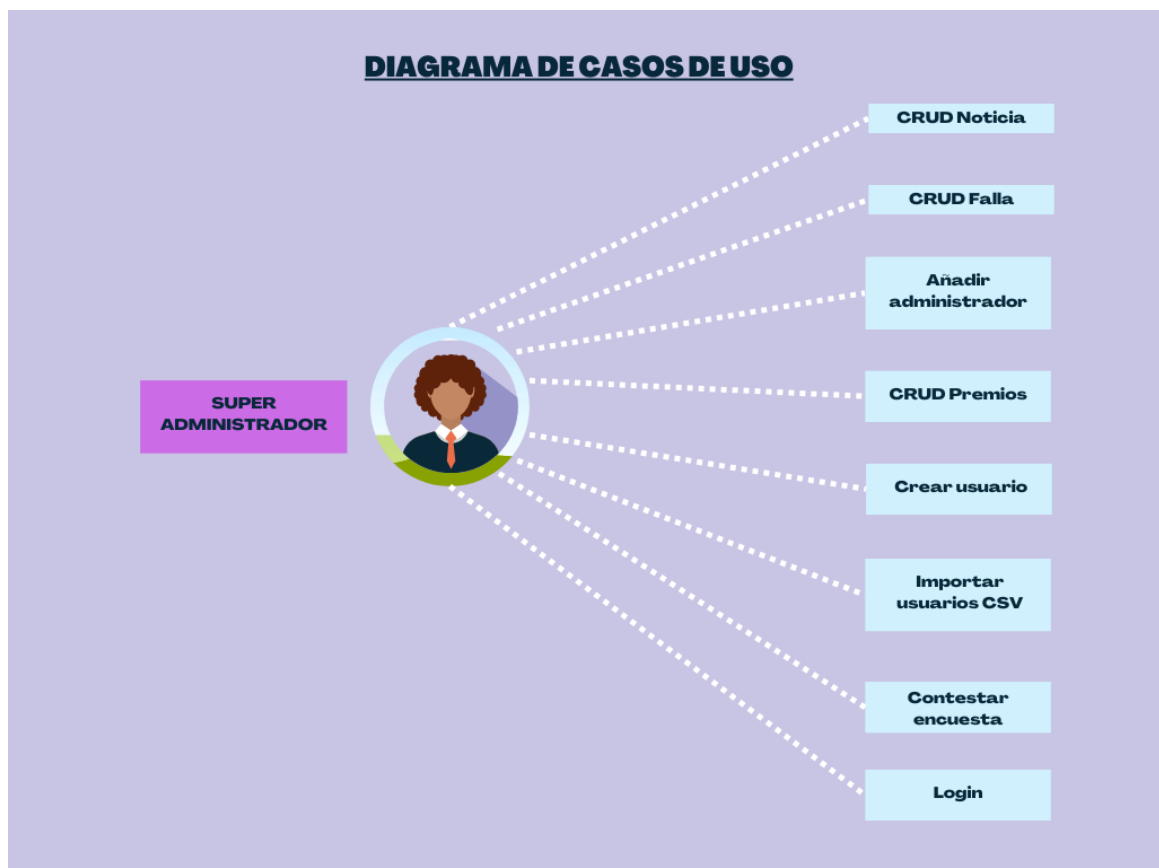 DIAGRAMA DE CASOS DE USO
CRUD Noticia
CRUD Falla
Añadir
administrador
CRUD Premios
SUPER
ADMINISTRADOR
Crear usuario
Importar
usuarios CSV
Contestar
encuesta
Login